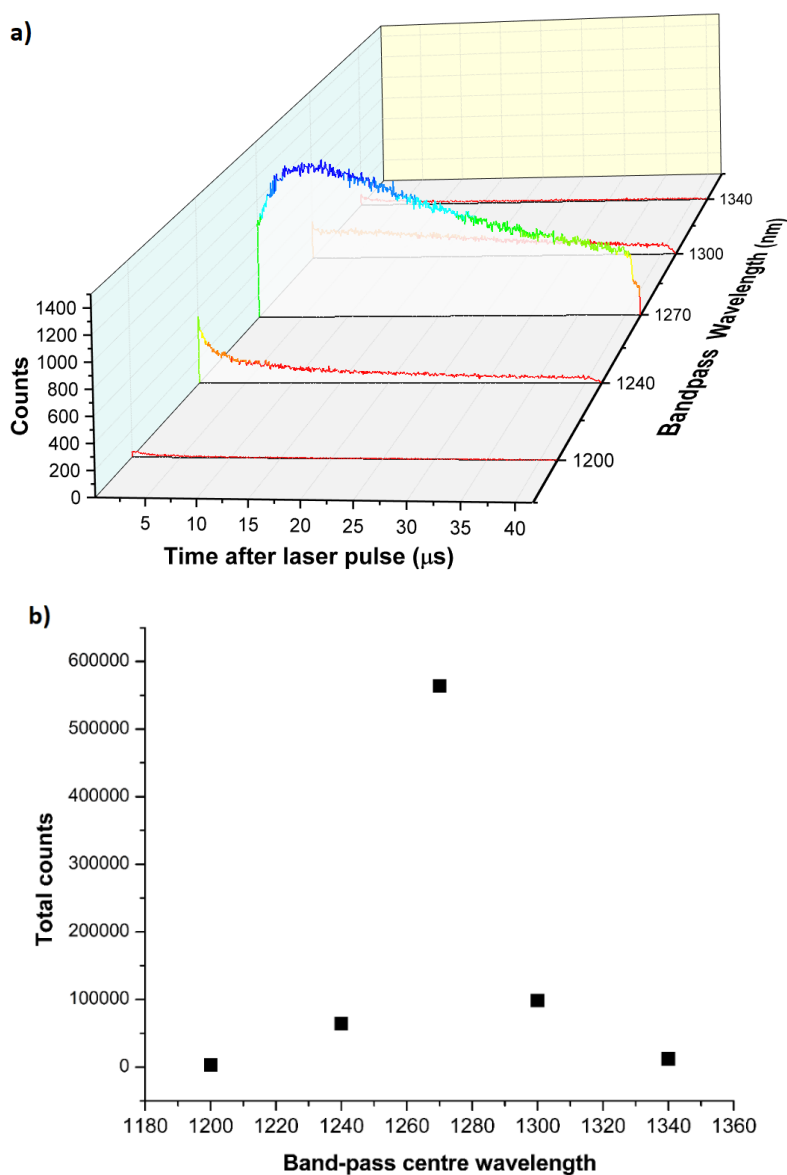 a)
1400
1200
1000
800
600
400
200
0
Counts
5 10 15 20 25 30 35 40
Time after laser pulse (μs)
1340
1300
1270
1240
1200
Bandpass Wavelength (nm)
b)
600000
500000
400000
300000
200000
100000
0
Total counts
1180 1200 1220 1240 1260 1280 1300 1320 1340 1360
Band-pass centre wavelength